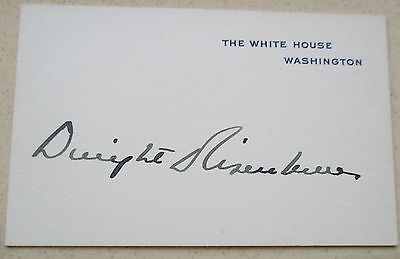 THE WHITE HOUSE
WASHINGTON
Dwight Eisenhower